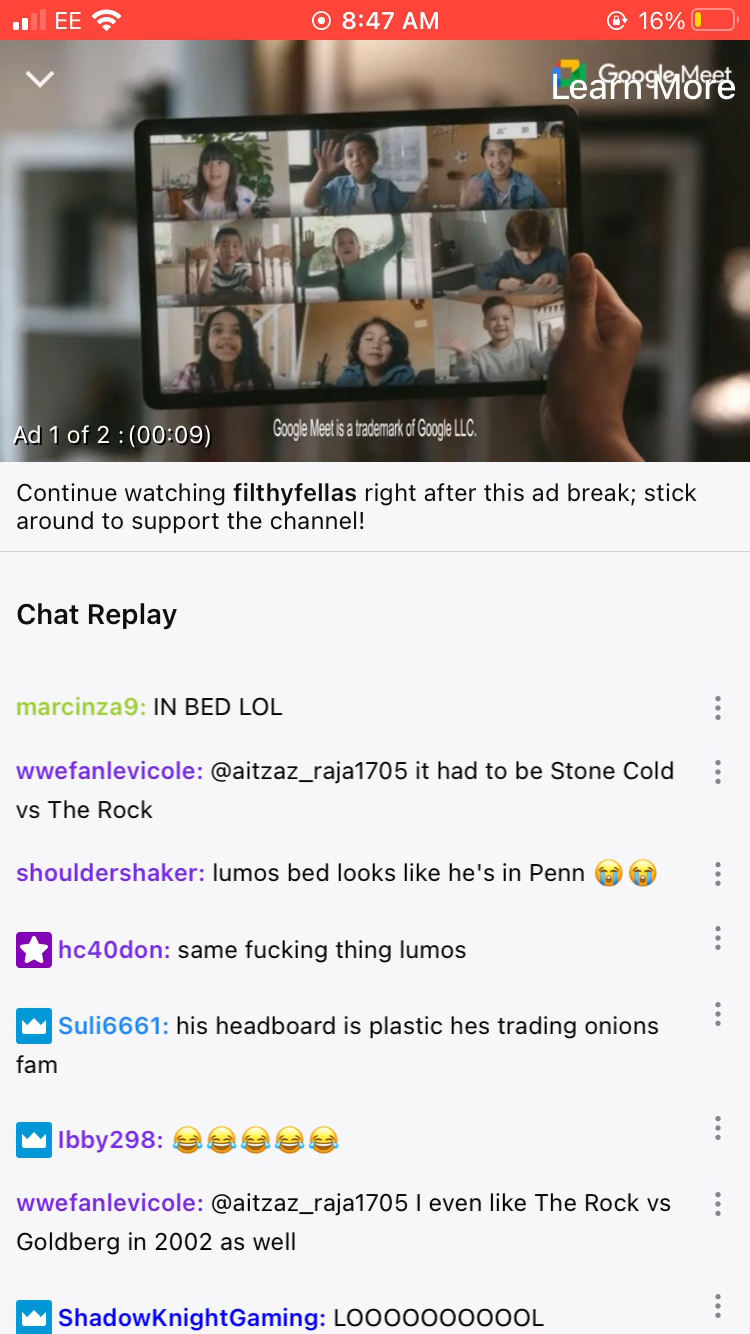 EE 8:47 AM 16%
Google Meet
Learn More
Ad 1 of 2 : (00:09)
Google Meet is a trademark of Google LLC.
Continue watching filthyfellas right after this ad break; stick
around to support the channel!
Chat Replay
marcinza9: IN BED LOL
wwefanlevicole: @aitzaz_raja1705 it had to be Stone Cold
vs The Rock
shouldershaker: lumos bed looks like he's in Penn 😭😭
hc40don: same fucking thing lumos
Suli6661: his headboard is plastic hes trading onions
fam
Ibby298: 😂😂😂😂😂
wwefanlevicole: @aitzaz_raja1705 I even like The Rock vs
Goldberg in 2002 as well
ShadowKnightGaming: LOOOOOOOOOOL